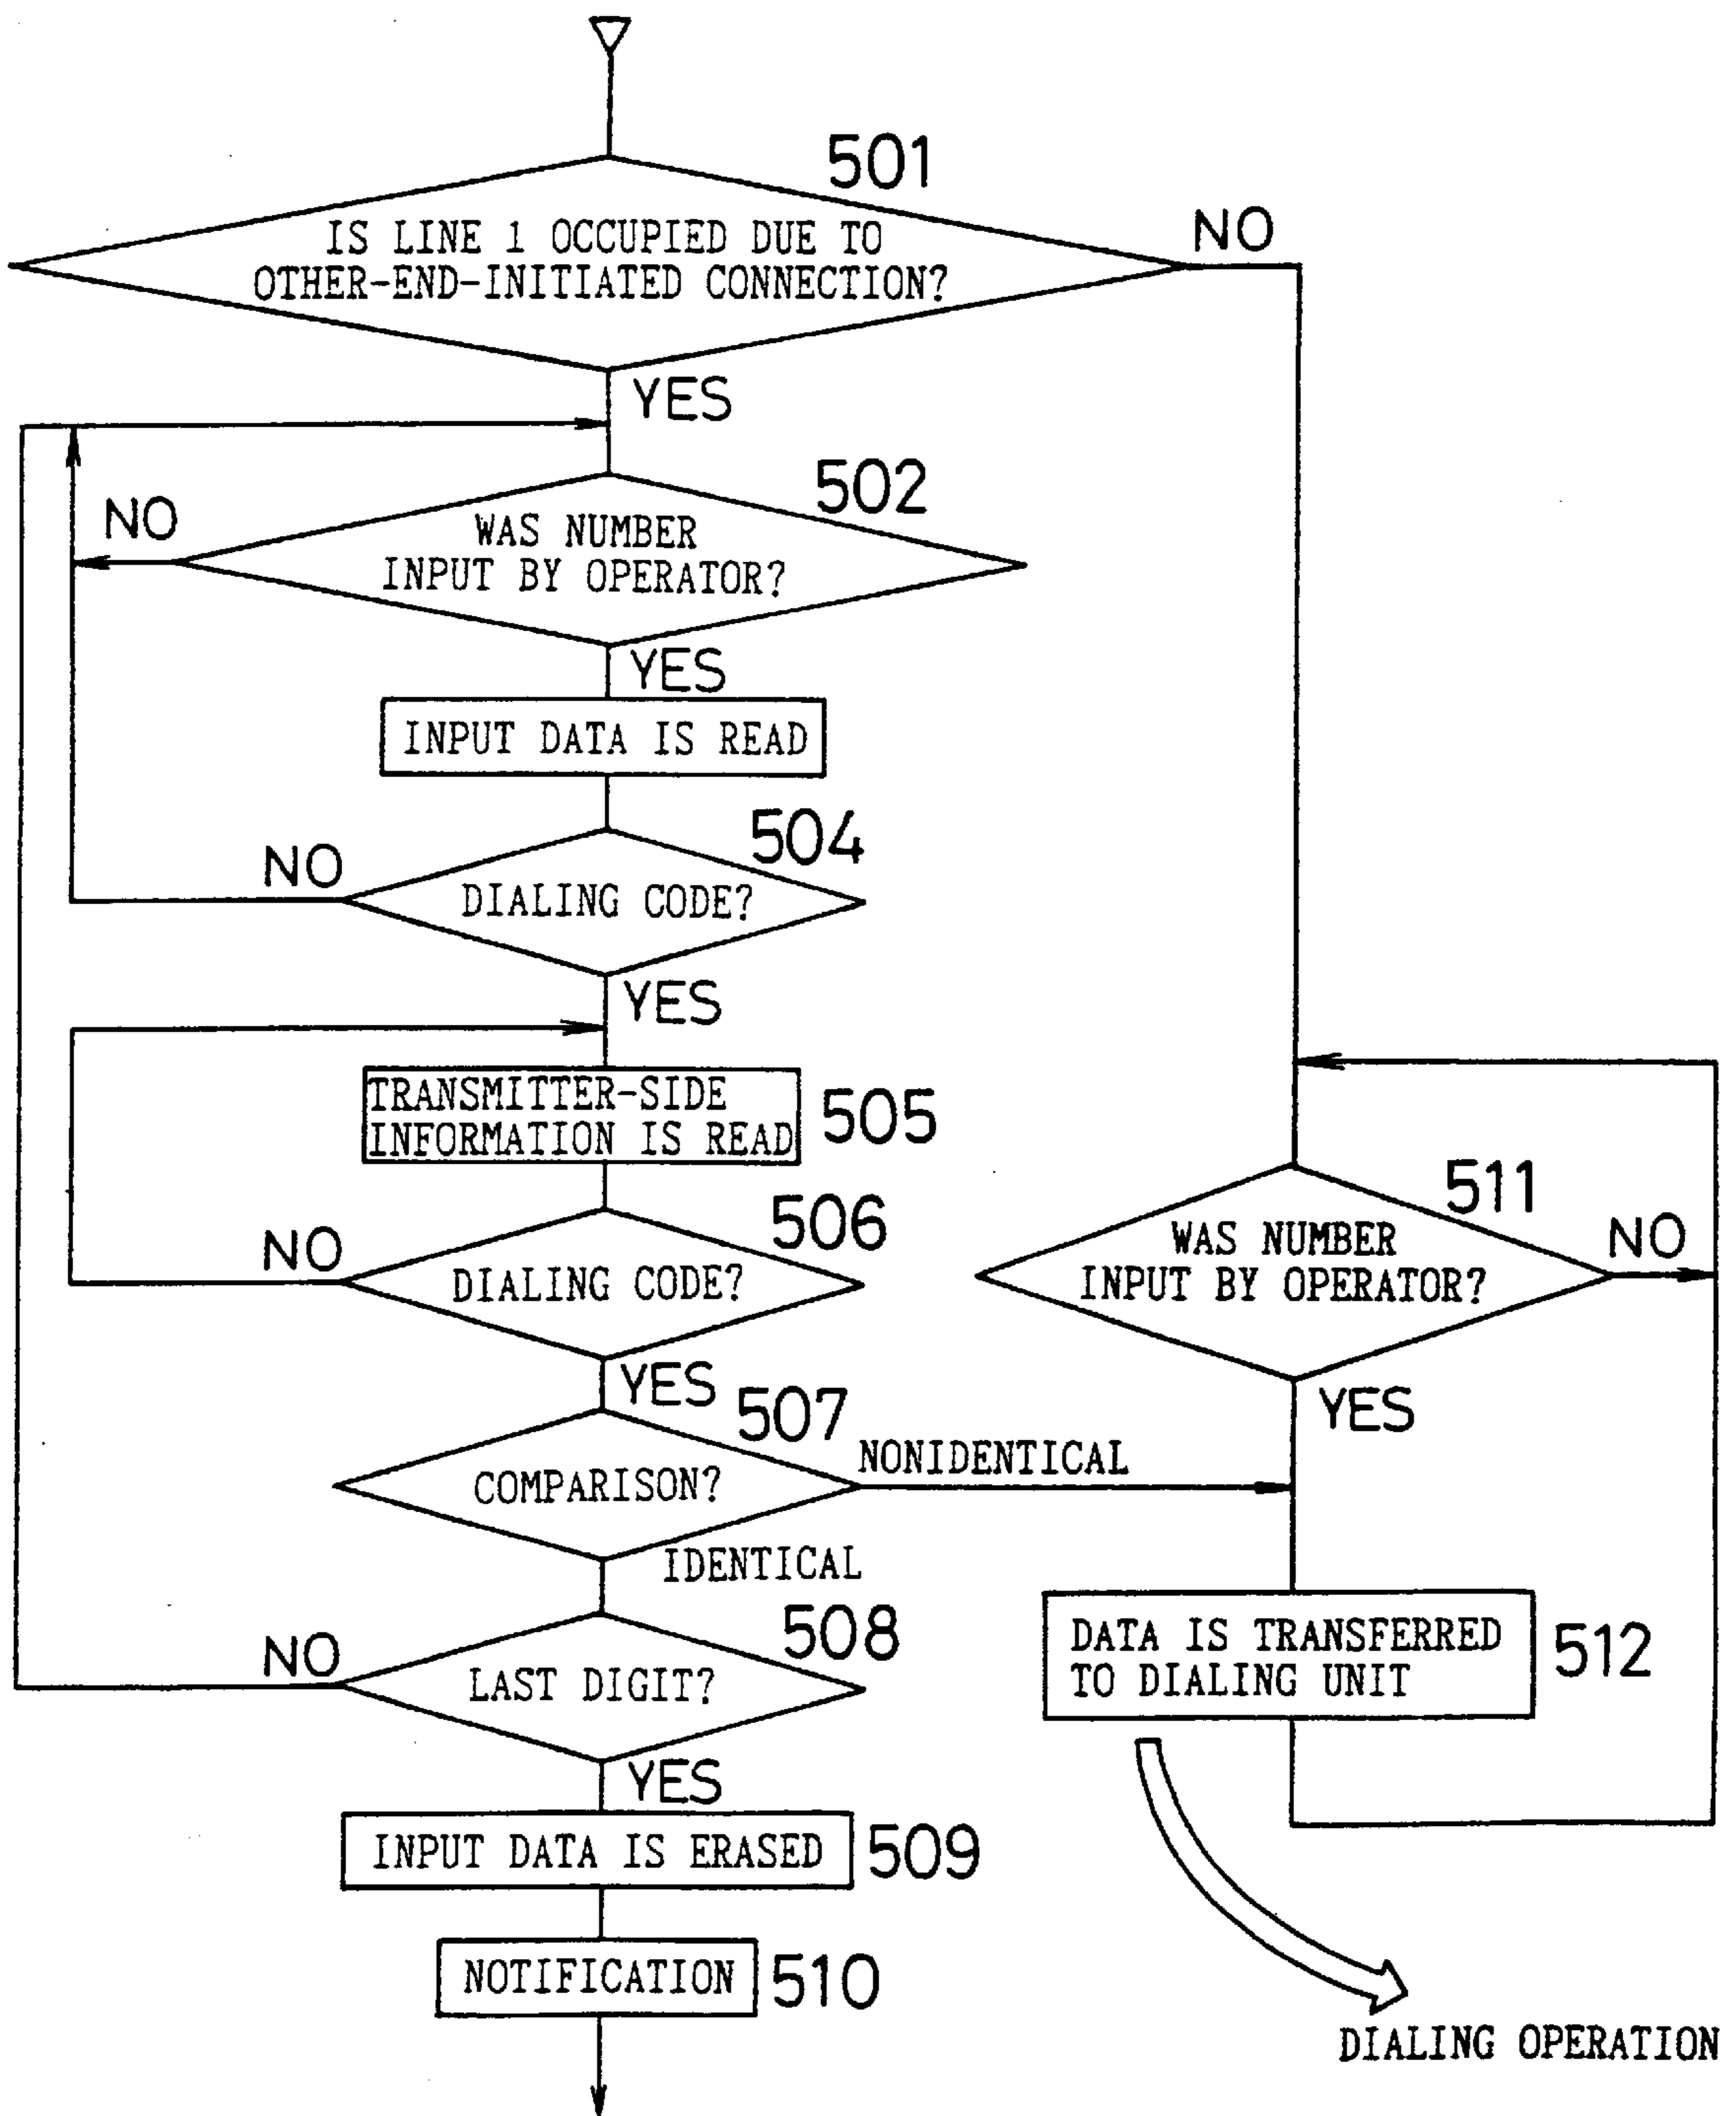 501
IS LINE 1 OCCUPIED DUE TO
OTHER-END-INITIATED CONNECTION?
NO
YES
502
NO
WAS NUMBER
INPUT BY OPERATOR?
YES
INPUT DATA IS READ
504
NO
DIALING CODE?
YES
TRANSMITTER-SIDE
INFORMATION IS READ
505
506
NO
DIALING CODE?
YES
507
COMPARISON?
NONIDENTICAL
IDENTICAL
508
NO
LAST DIGIT?
YES
INPUT DATA IS ERASED
509
NOTIFICATION
510
511
WAS NUMBER
INPUT BY OPERATOR?
NO
YES
DATA IS TRANSFERRED
TO DIALING UNIT
512
DIALING OPERATION